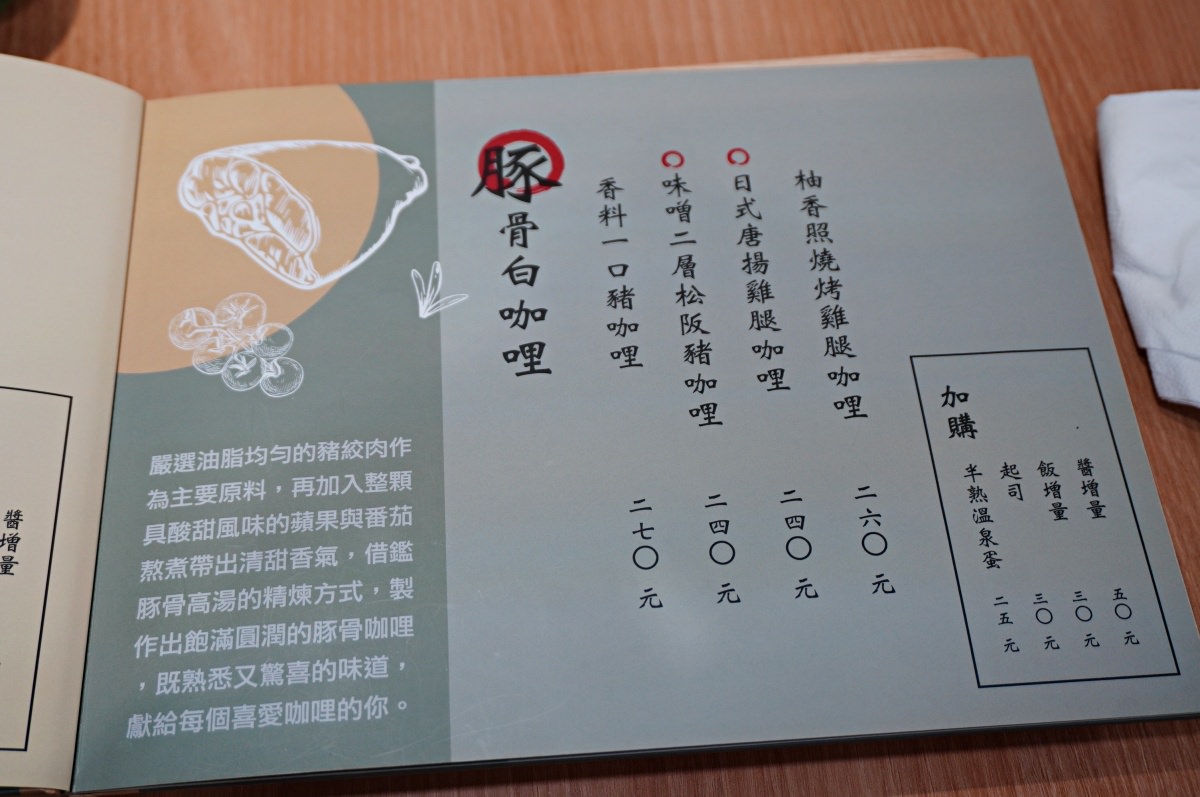 醬增量
嚴選油脂均勻的豬絞肉作
為主要原料，再加入整顆
具酸甜風味的蘋果與番茄
熬煮帶出清甜香氣，借鑑
豚骨高湯的精煉方式，製
作出飽滿圓潤的豚骨咖哩
，既熟悉又驚喜的味道，
獻給每個喜愛咖哩的你。
豚骨白咖哩
香料一口豬咖哩 二七〇元
味噌二層松阪豬咖哩 二四〇元
日式唐揚雞腿咖哩 二四〇元
柚香照燒烤雞腿咖哩 二六〇元
加購
半熟溫泉蛋 二五元
起司 三〇元
飯增量 三〇元
醬增量 五〇元